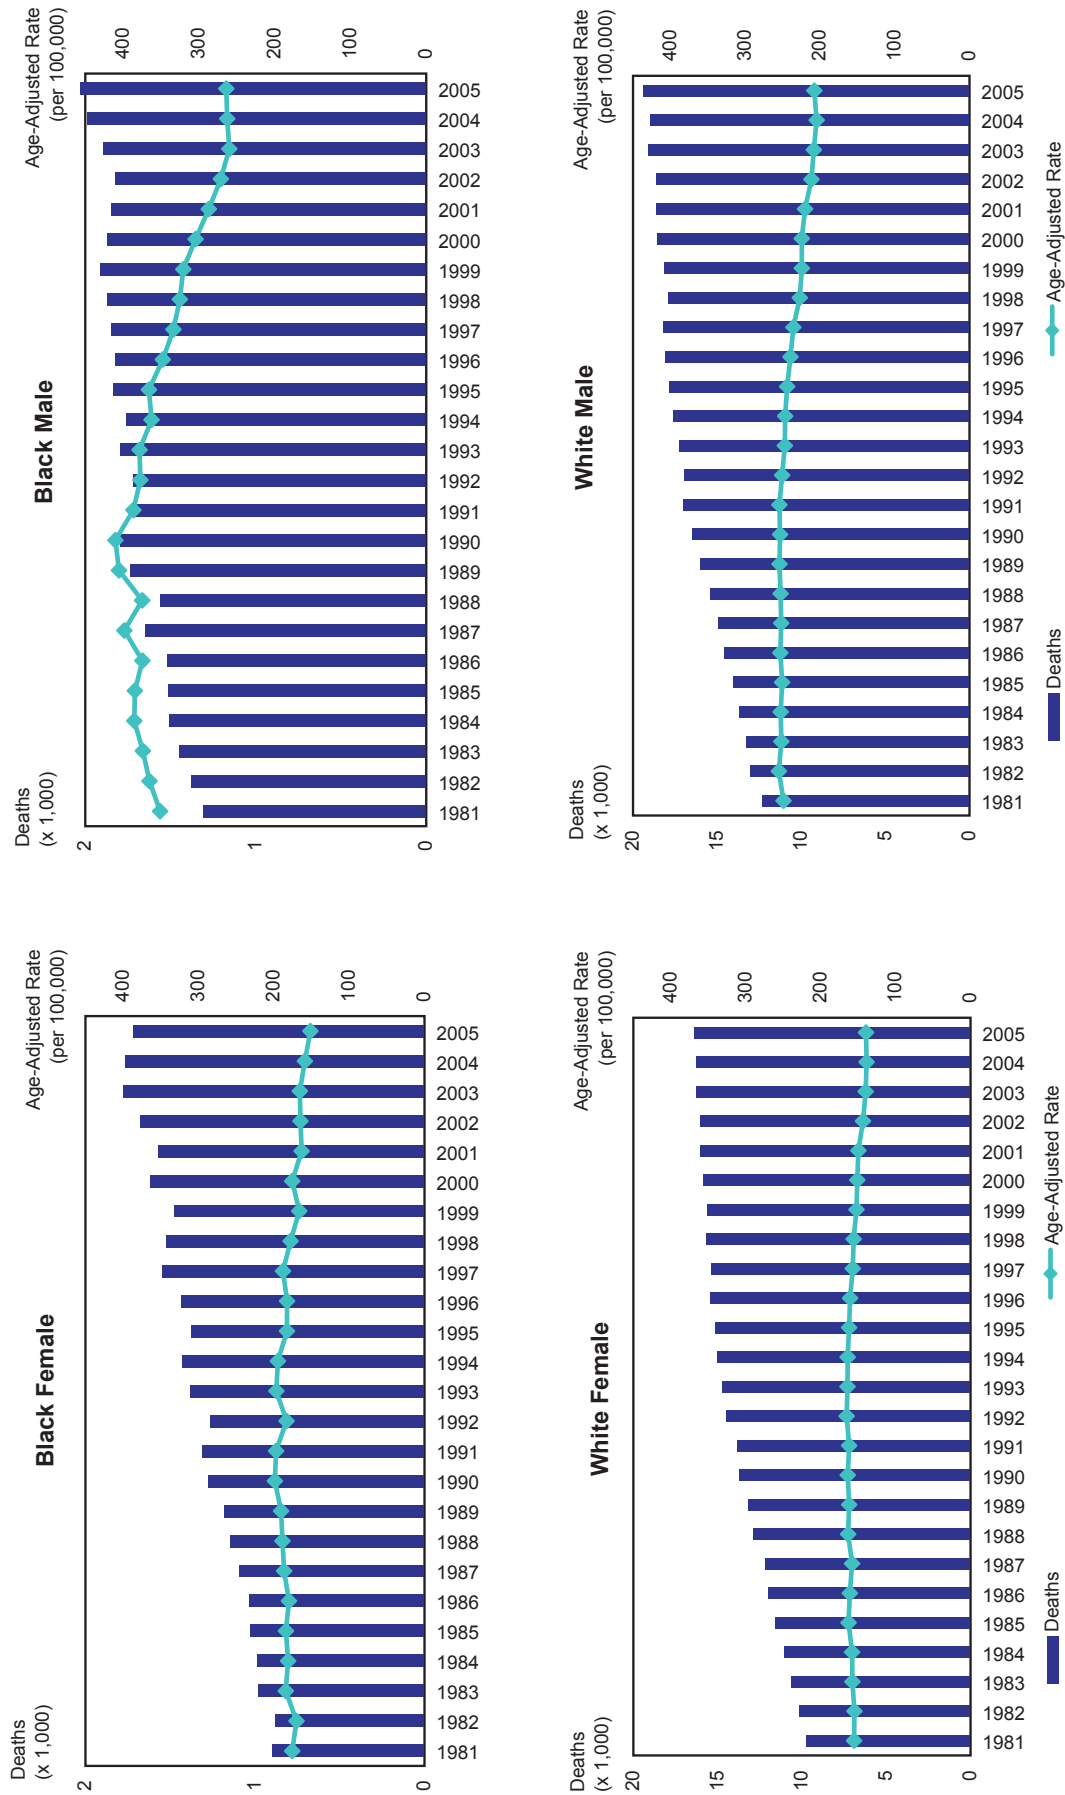 Black Female
Deaths
(x 1,000)
Age-Adjusted Rate
(per 100,000)
2
1
0
400
300
200
100
0
1981 1982 1983 1984 1985 1986 1987 1988 1989 1990 1991 1992 1993 1994 1995 1996 1997 1998 1999 2000 2001 2002 2003 2004 2005
Black Male
Deaths
(x 1,000)
Age-Adjusted Rate
(per 100,000)
2
1
0
400
300
200
100
0
1981 1982 1983 1984 1985 1986 1987 1988 1989 1990 1991 1992 1993 1994 1995 1996 1997 1998 1999 2000 2001 2002 2003 2004 2005
White Female
Deaths
(x 1,000)
Age-Adjusted Rate
(per 100,000)
20
15
10
5
0
400
300
200
100
0
1981 1982 1983 1984 1985 1986 1987 1988 1989 1990 1991 1992 1993 1994 1995 1996 1997 1998 1999 2000 2001 2002 2003 2004 2005
Deaths Age-Adjusted Rate
White Male
Deaths
(x 1,000)
Age-Adjusted Rate
(per 100,000)
20
15
10
5
0
400
300
200
100
0
1981 1982 1983 1984 1985 1986 1987 1988 1989 1990 1991 1992 1993 1994 1995 1996 1997 1998 1999 2000 2001 2002 2003 2004 2005
Deaths Age-Adjusted Rate